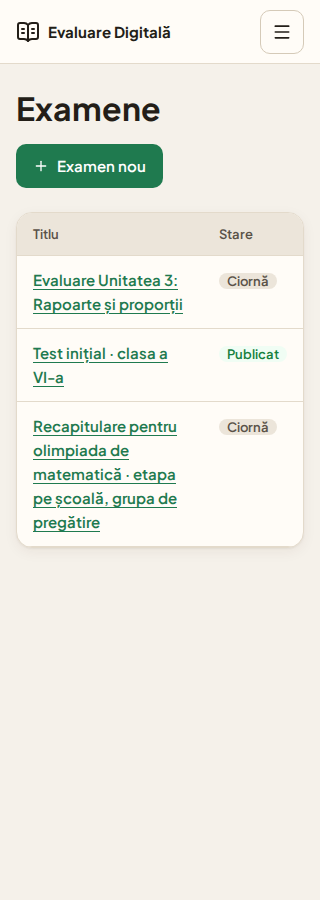 Evaluare Digitală
Examene
Examen nou
Titlu Stare
Evaluare Unitatea 3: Ciornă
Rapoarte și proporții
Test inițial · clasa a Publicat
VI-a
Recapitulare pentru Ciornă
olimpiada de
matematică · etapa
pe școală, grupa de
pregătire